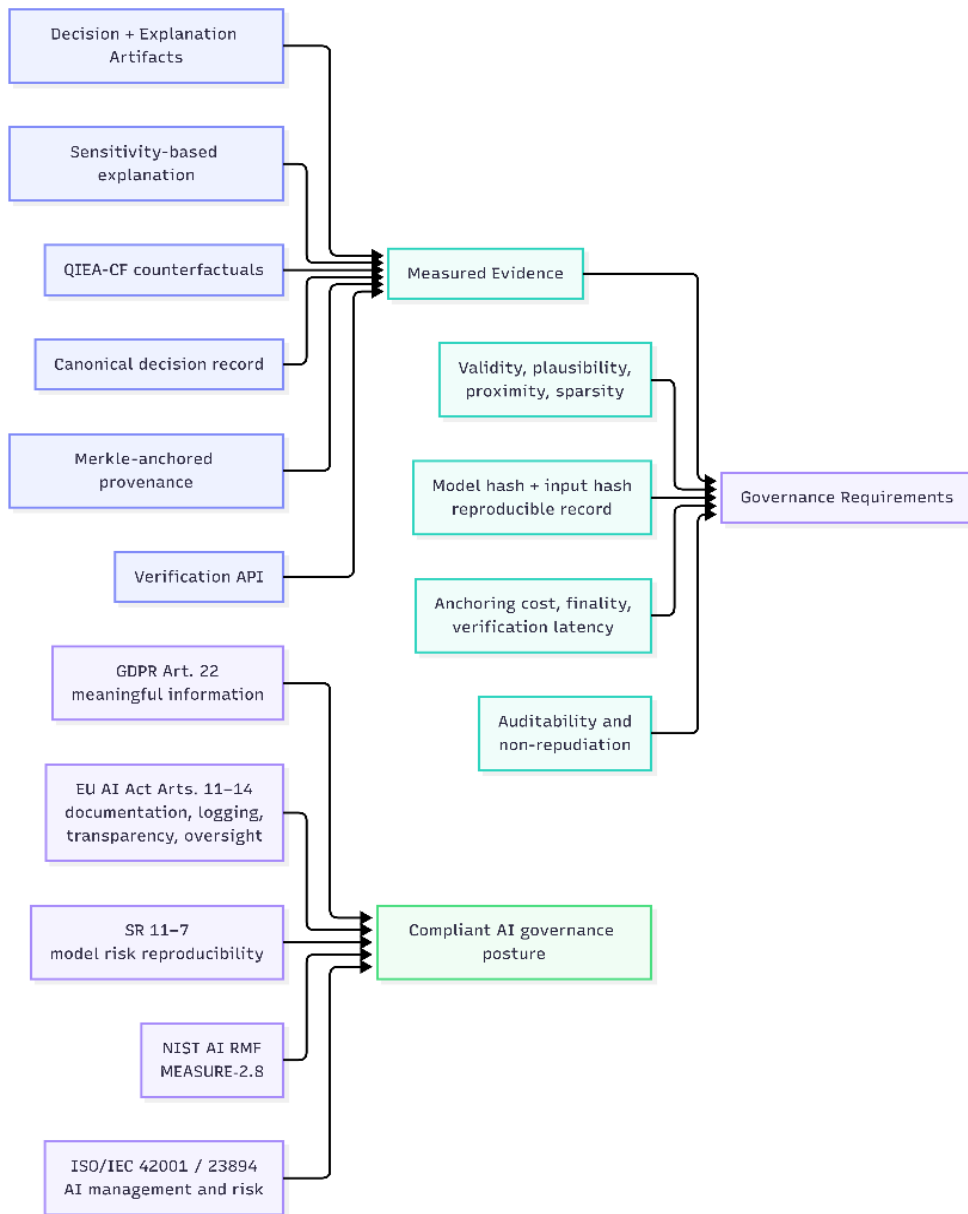 Decision + Explanation
Artifacts
Sensitivity-based
explanation
QIEA-CF counterfactuals
Canonical decision record
Merkle-anchored
provenance
Verification API
Measured Evidence
Validity, plausibility,
proximity, sparsity
Model hash + input hash
reproducible record
Anchoring cost, finality,
verification latency
Auditability and
non-repudiation
Governance Requirements
GDPR Art. 22
meaningful information
EU AI Act Arts. 11–14
documentation, logging,
transparency, oversight
SR 11–7
model risk reproducibility
NIST AI RMF
MEASURE-2.8
ISO/IEC 42001 / 23894
AI management and risk
Compliant AI governance
posture